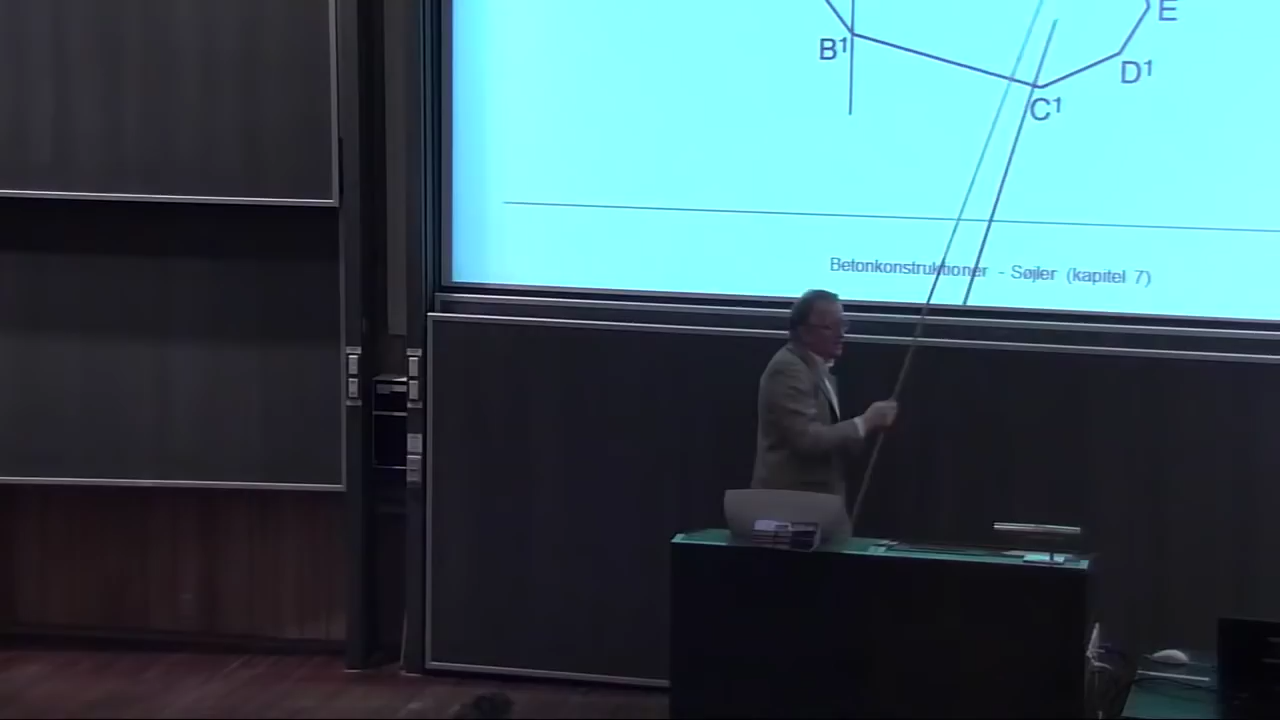 E
B¹
D¹
C¹
Betonkonstruktioner - Søjler (kapitel 7)